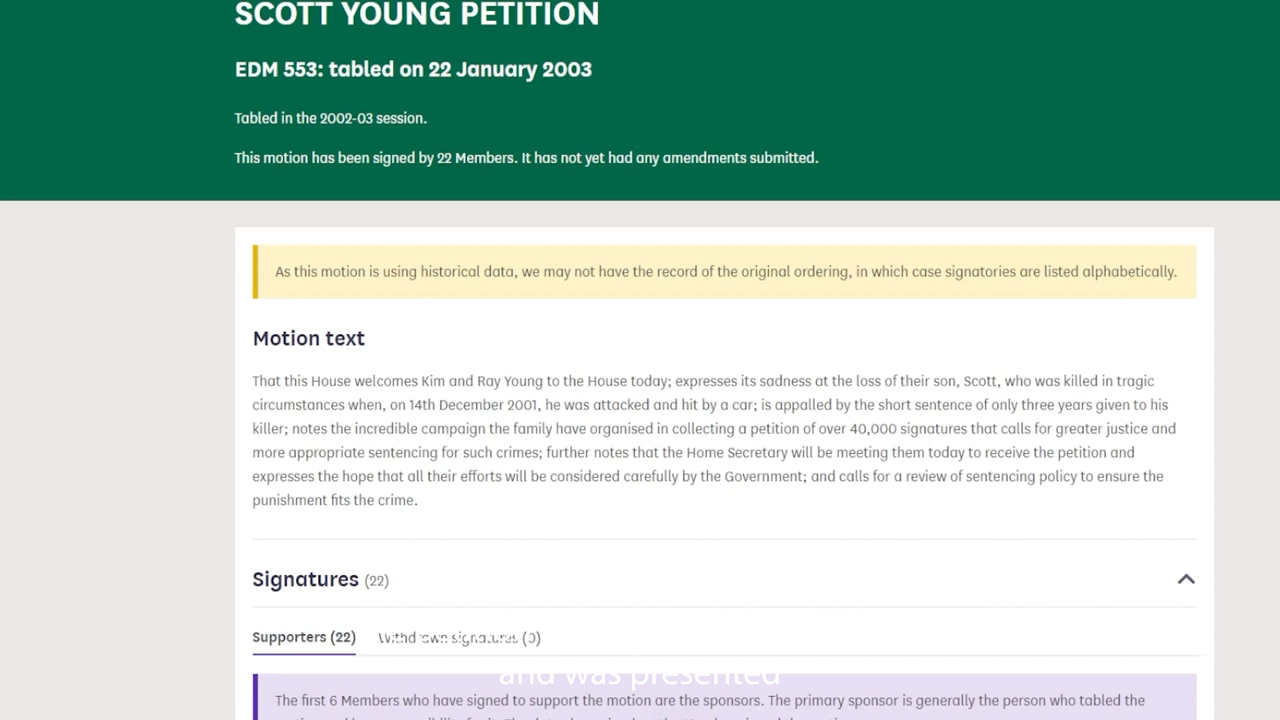 SCOTT YOUNG PETITION
EDM 553: tabled on 22 January 2003
Tabled in the 2002-03 session.
This motion has been signed by 22 Members. It has not yet had any amendments submitted.
As this motion is using historical data, we may not have the record of the original ordering, in which case signatories are listed alphabetically.
Motion text
That this House welcomes Kim and Ray Young to the House today; expresses its sadness at the loss of their son, Scott, who was killed in tragic
circumstances when, on 14th December 2001, he was attacked and hit by a car; is appalled by the short sentence of only three years given to his
killer; notes the incredible campaign the family have organised in collecting a petition of over 40,000 signatures that calls for greater justice and
more appropriate sentencing for such crimes; further notes that the Home Secretary will be meeting them today to receive the petition and
expresses the hope that all their efforts will be considered carefully by the Government; and calls for a review of sentencing policy to ensure the
punishment fits the crime.
Signatures (22)
Supporters (22) Withdrawn signatures (0)
and was presented
The first 6 Members who have signed to support the motion are the sponsors. The primary sponsor is generally the person who tabled the